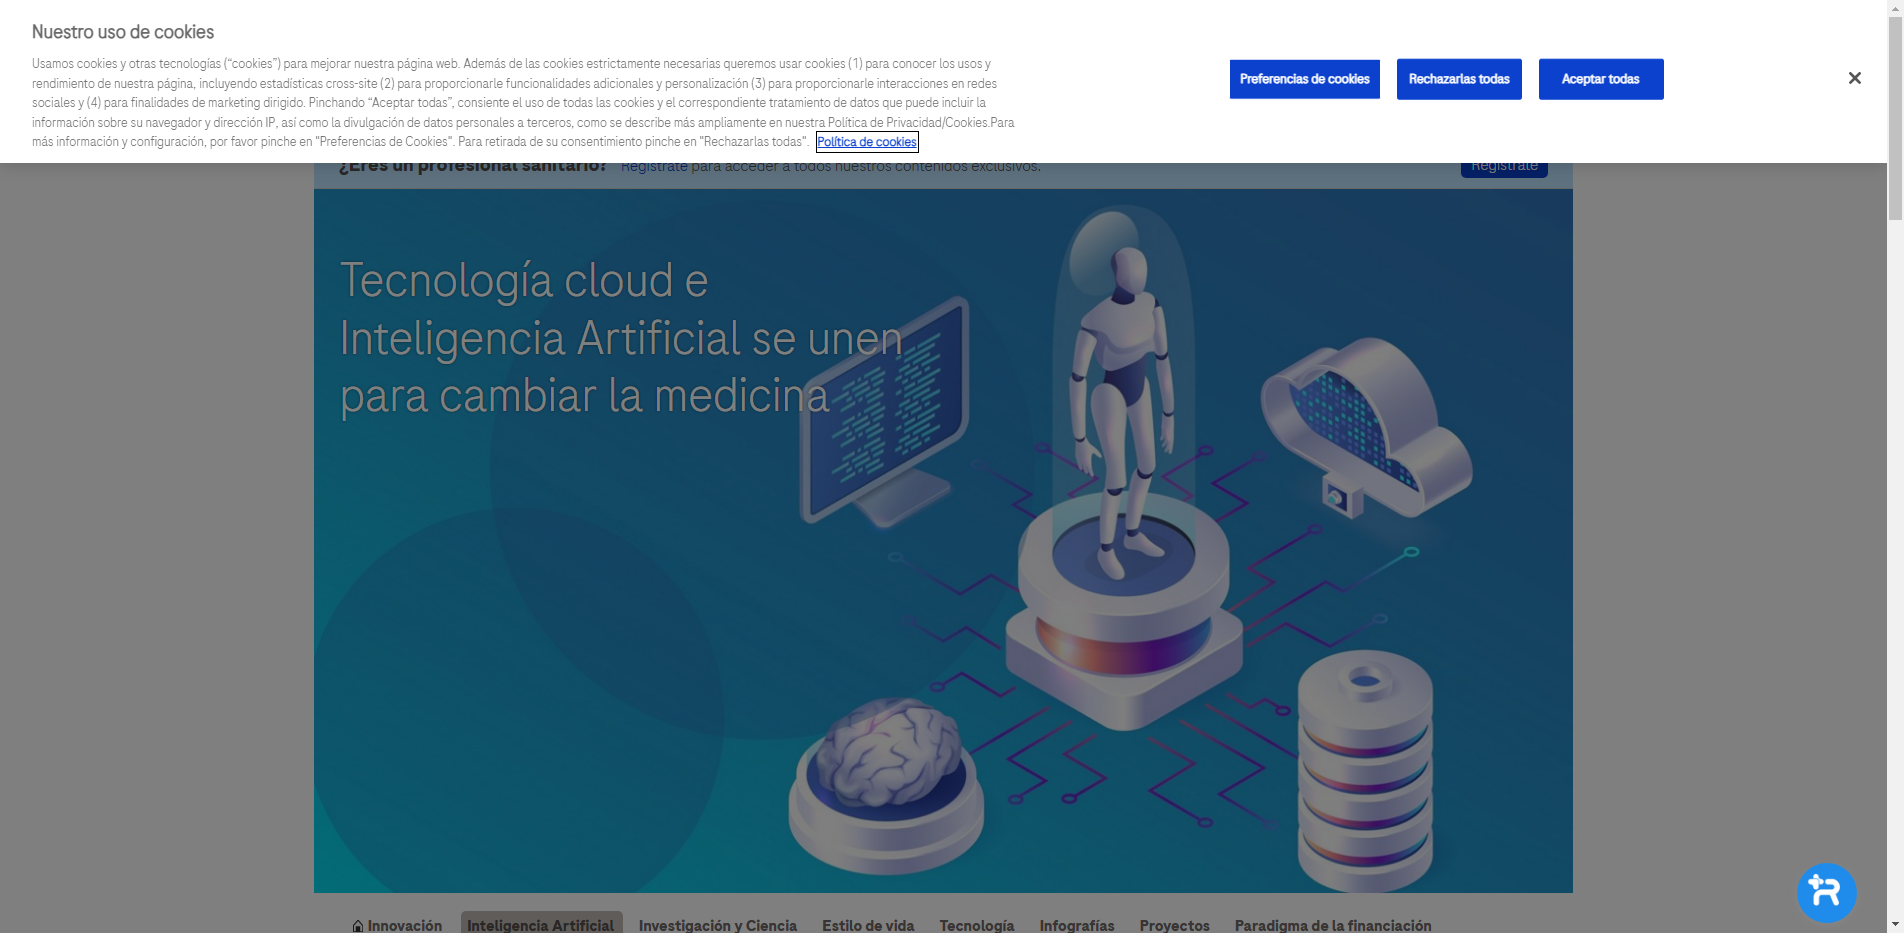 Nuestro uso de cookies
Usamos cookies y otras tecnologías (“cookies”) para mejorar nuestra página web. Además de las cookies estrictamente necesarias queremos usar cookies (1) para conocer los usos y
rendimiento de nuestra página, incluyendo estadísticas cross-site (2) para proporcionarle funcionalidades adicionales y personalización (3) para proporcionarle interacciones en redes
sociales y (4) para finalidades de marketing dirigido. Pinchando “Aceptar todas”, consiente el uso de todas las cookies y el correspondiente tratamiento de datos que puede incluir la
información sobre su navegador y dirección IP, así como la divulgación de datos personales a terceros, como se describe más ampliamente en nuestra Política de Privacidad/Cookies.Para
más información y configuración, por favor pinche en "Preferencias de Cookies". Para retirada de su consentimiento pinche en "Rechazarlas todas". Política de cookies
Preferencias de cookies
Rechazarlas todas
Aceptar todas
¿Eres un profesional sanitario? Regístrate para acceder a todos nuestros contenidos exclusivos.
Regístrate
Tecnología cloud e
Inteligencia Artificial se unen
para cambiar la medicina
Innovación Inteligencia Artificial Investigación y Ciencia Estilo de vida Tecnología Infografías Proyectos Paradigma de la financiación